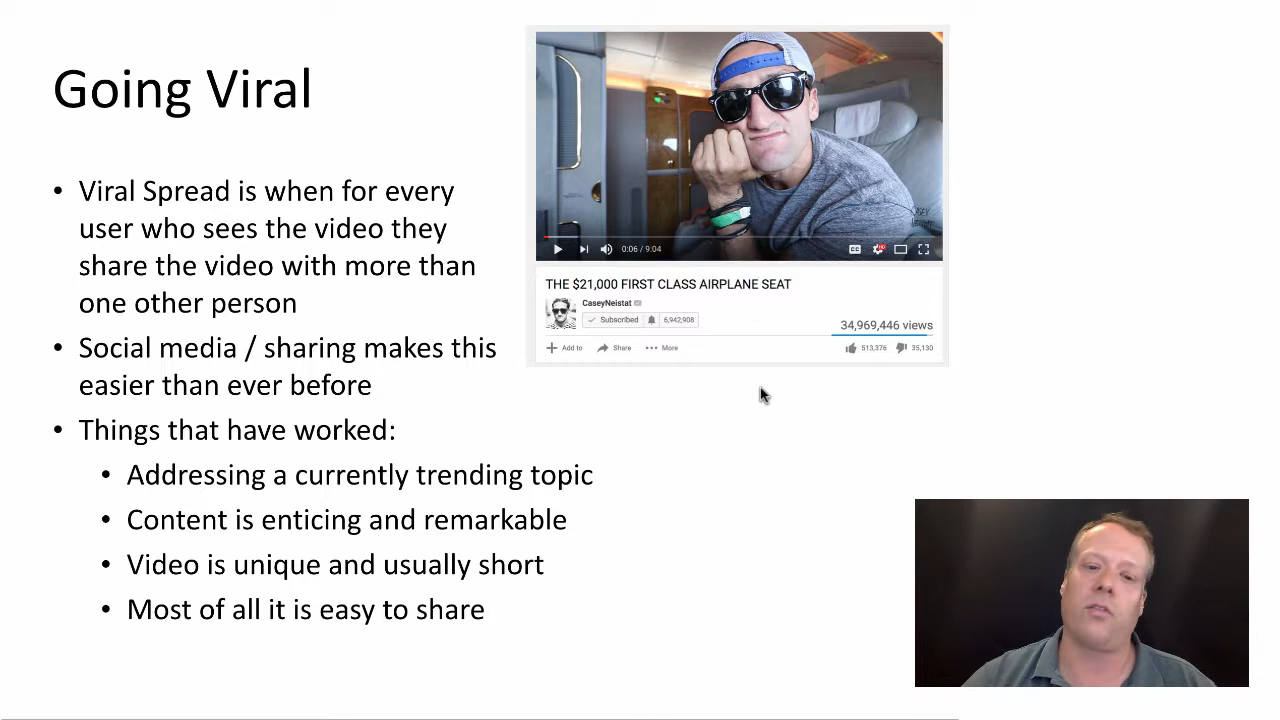 Going Viral
• Viral Spread is when for every
user who sees the video they
share the video with more than
one other person
• Social media / sharing makes this
easier than ever before
• Things that have worked:
• Addressing a currently trending topic
• Content is enticing and remarkable
• Video is unique and usually short
• Most of all it is easy to share
0:06 / 9:04
CC
HD
THE $21,000 FIRST CLASS AIRPLANE SEAT
CaseyNeistat
Subscribed 6,942,908
34,969,446 views
Add to Share More 513,376 35,130